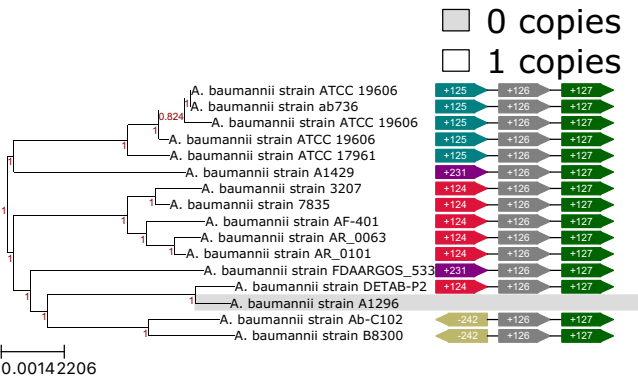 0 copies
1 copies
A. baumannii strain ATCC 19606 +125 +126 +127
1
A. baumannii strain ab736 +125 +126 +127
0.824
A. baumannii strain ATCC 19606 +125 +126 +127
A. baumannii strain ATCC 19606 +125 +126 +127
1
A. baumannii strain ATCC 17961 +125 +126 +127
1
A. baumannii strain A1429 +231 +126 +127
A. baumannii strain 3207 +124 +126 +127
1
1
A. baumannii strain 7835 +124 +126 +127
1
A. baumannii strain AF-401 +124 +126 +127
A. baumannii strain AR_0063 +124 +126 +127
1
1
1
A. baumannii strain AR_0101 +124 +126 +127
A. baumannii strain FDAARGOS_533 +231 +126 +127
1
A. baumannii strain DETAB-P2 +124 +126 +127
1
A. baumannii strain A1296
1
A. baumannii strain Ab-C102 -242 +126 +127
1
A. baumannii strain B8300 -242 +126 +127
0.00142206